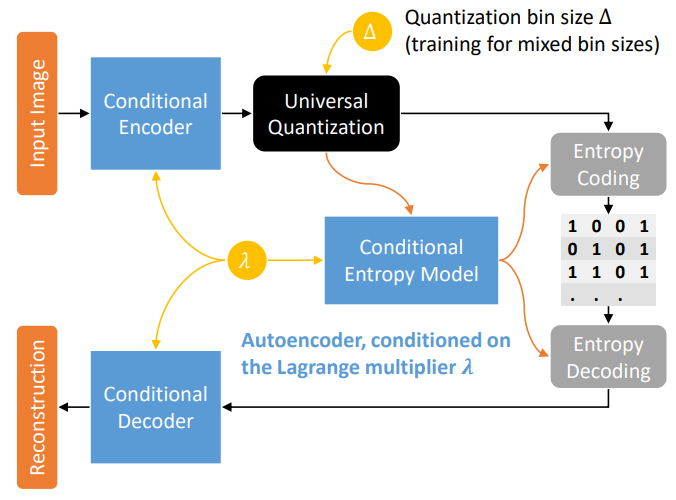 Quantization bin size Δ
(training for mixed bin sizes)
Δ
Input Image
Conditional
Encoder
Universal
Quantization
Entropy
Coding
1 0 0 1
0 1 0 1
1 1 0 1
. . .
λ
Conditional
Entropy Model
Autoencoder, conditioned on
the Lagrange multiplier λ
Entropy
Decoding
Conditional
Decoder
Reconstruction